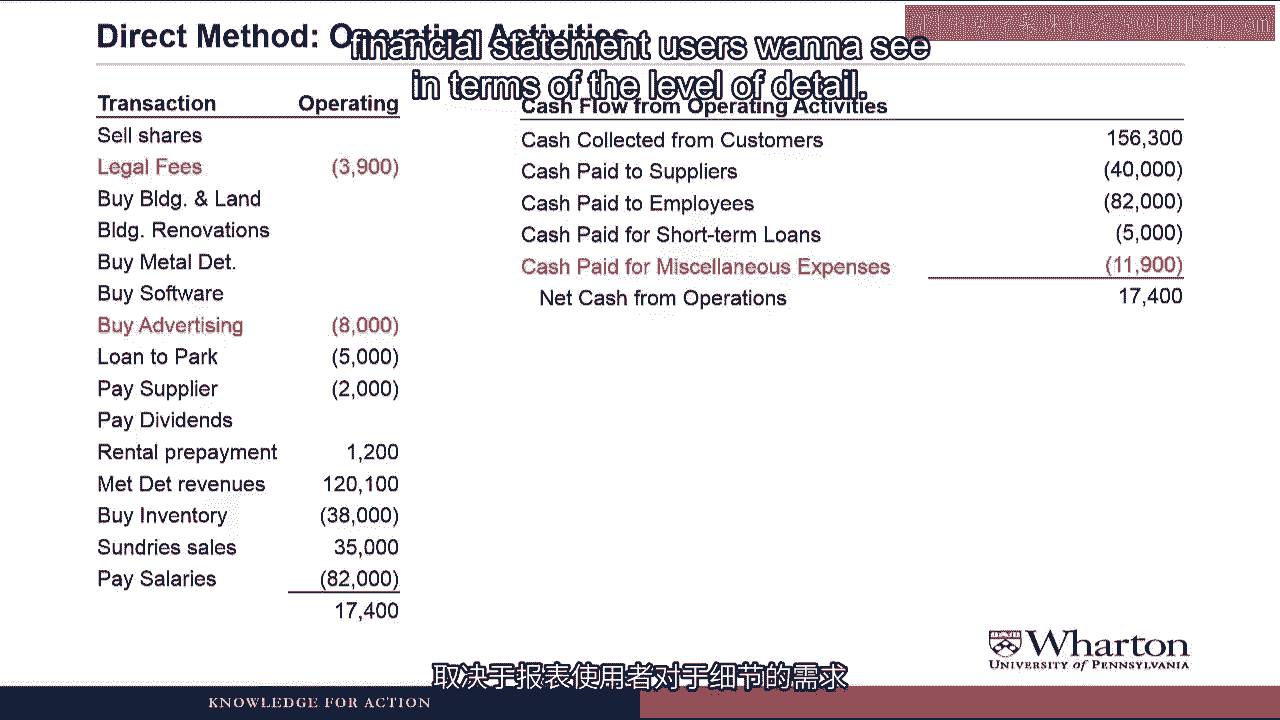 Direct Method: Operating Activities
financial statement users wanna see
in terms of the level of detail.
Transaction Operating
Sell shares
Legal Fees (3,900)
Buy Bldg. & Land
Bldg. Renovations
Buy Metal Det.
Buy Software
Buy Advertising (8,000)
Loan to Park (5,000)
Pay Supplier (2,000)
Pay Dividends
Rental prepayment 1,200
Met Det revenues 120,100
Buy Inventory (38,000)
Sundries sales 35,000
Pay Salaries (82,000)
17,400
Cash Flow from Operating Activities
Cash Collected from Customers 156,300
Cash Paid to Suppliers (40,000)
Cash Paid to Employees (82,000)
Cash Paid for Short-term Loans (5,000)
Cash Paid for Miscellaneous Expenses (11,900)
Net Cash from Operations 17,400
Wharton
UNIVERSITY of PENNSYLVANIA
取决于报表使用者对于细节的需求
KNOWLEDGE FOR ACTION